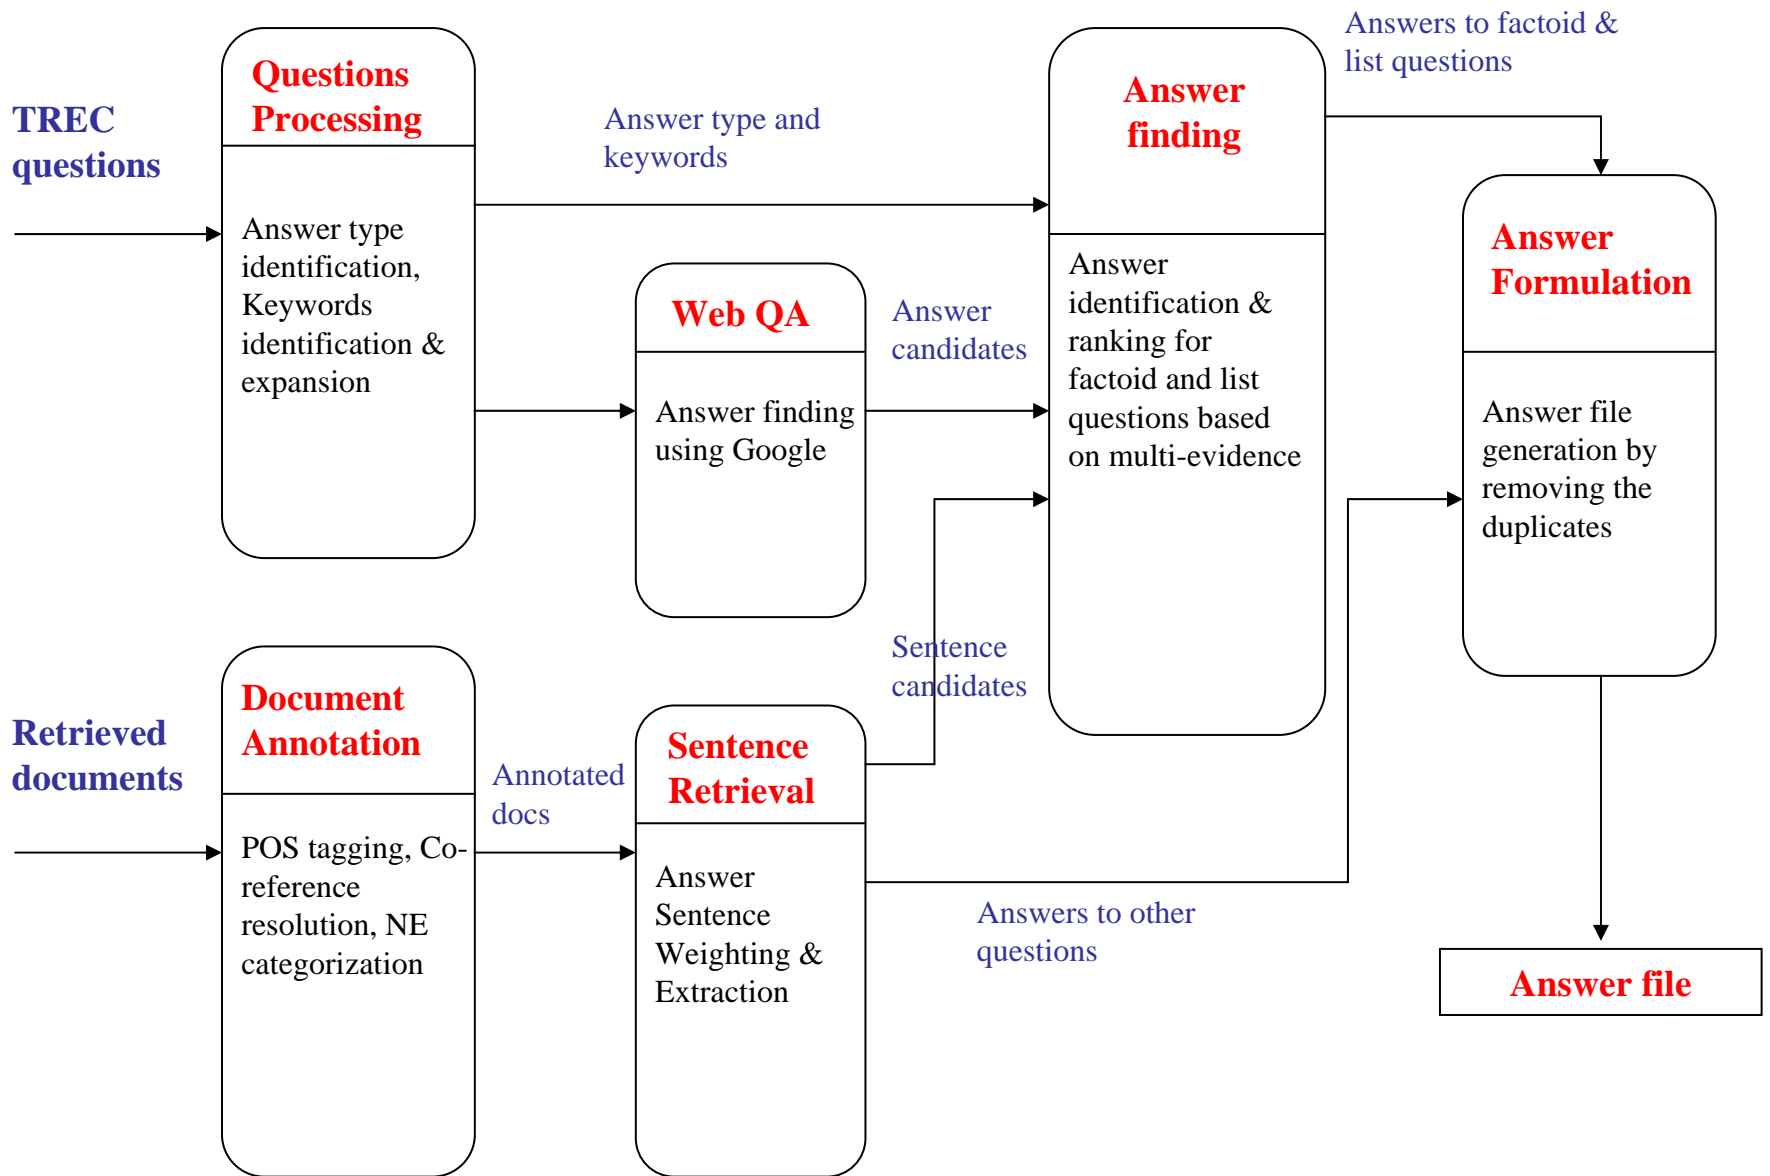 TREC
questions
Questions
Processing
Answer type
identification,
Keywords
identification &
expansion
Answer type and
keywords
Web QA
Answer finding
using Google
Answer
candidates
Answer
finding
Answer
identification &
ranking for
factoid and list
questions based
on multi-evidence
Answers to factoid &
list questions
Answer
Formulation
Answer file
generation by
removing the
duplicates
Retrieved
documents
Document
Annotation
POS tagging, Co-
reference
resolution, NE
categorization
Annotated
docs
Sentence
Retrieval
Answer
Sentence
Weighting &
Extraction
Sentence
candidates
Answers to other
questions
Answer file